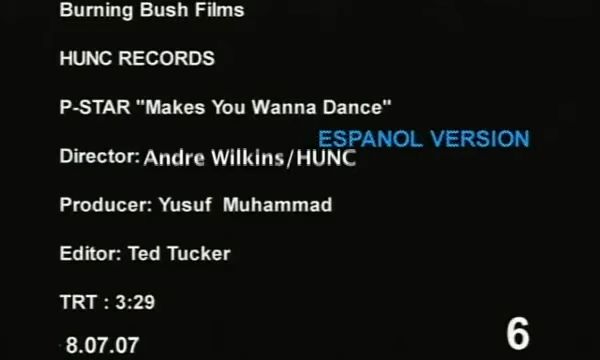 Burning Bush Films
HUNC RECORDS
P-STAR "Makes You Wanna Dance"
ESPANOL VERSION
Director: Andre Wilkins/HUNC
Producer: Yusuf Muhammad
Editor: Ted Tucker
TRT : 3:29
8.07.07
6